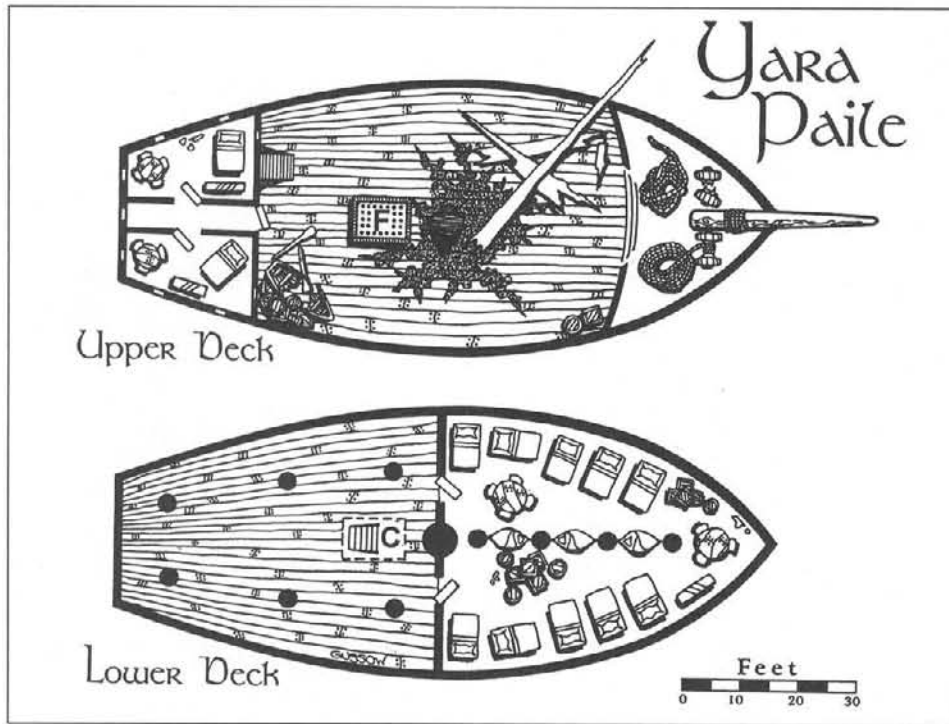 Yara
Paile
F
Upper Deck
C
GUSSOW
Lower Deck
Feet
0 10 20 30